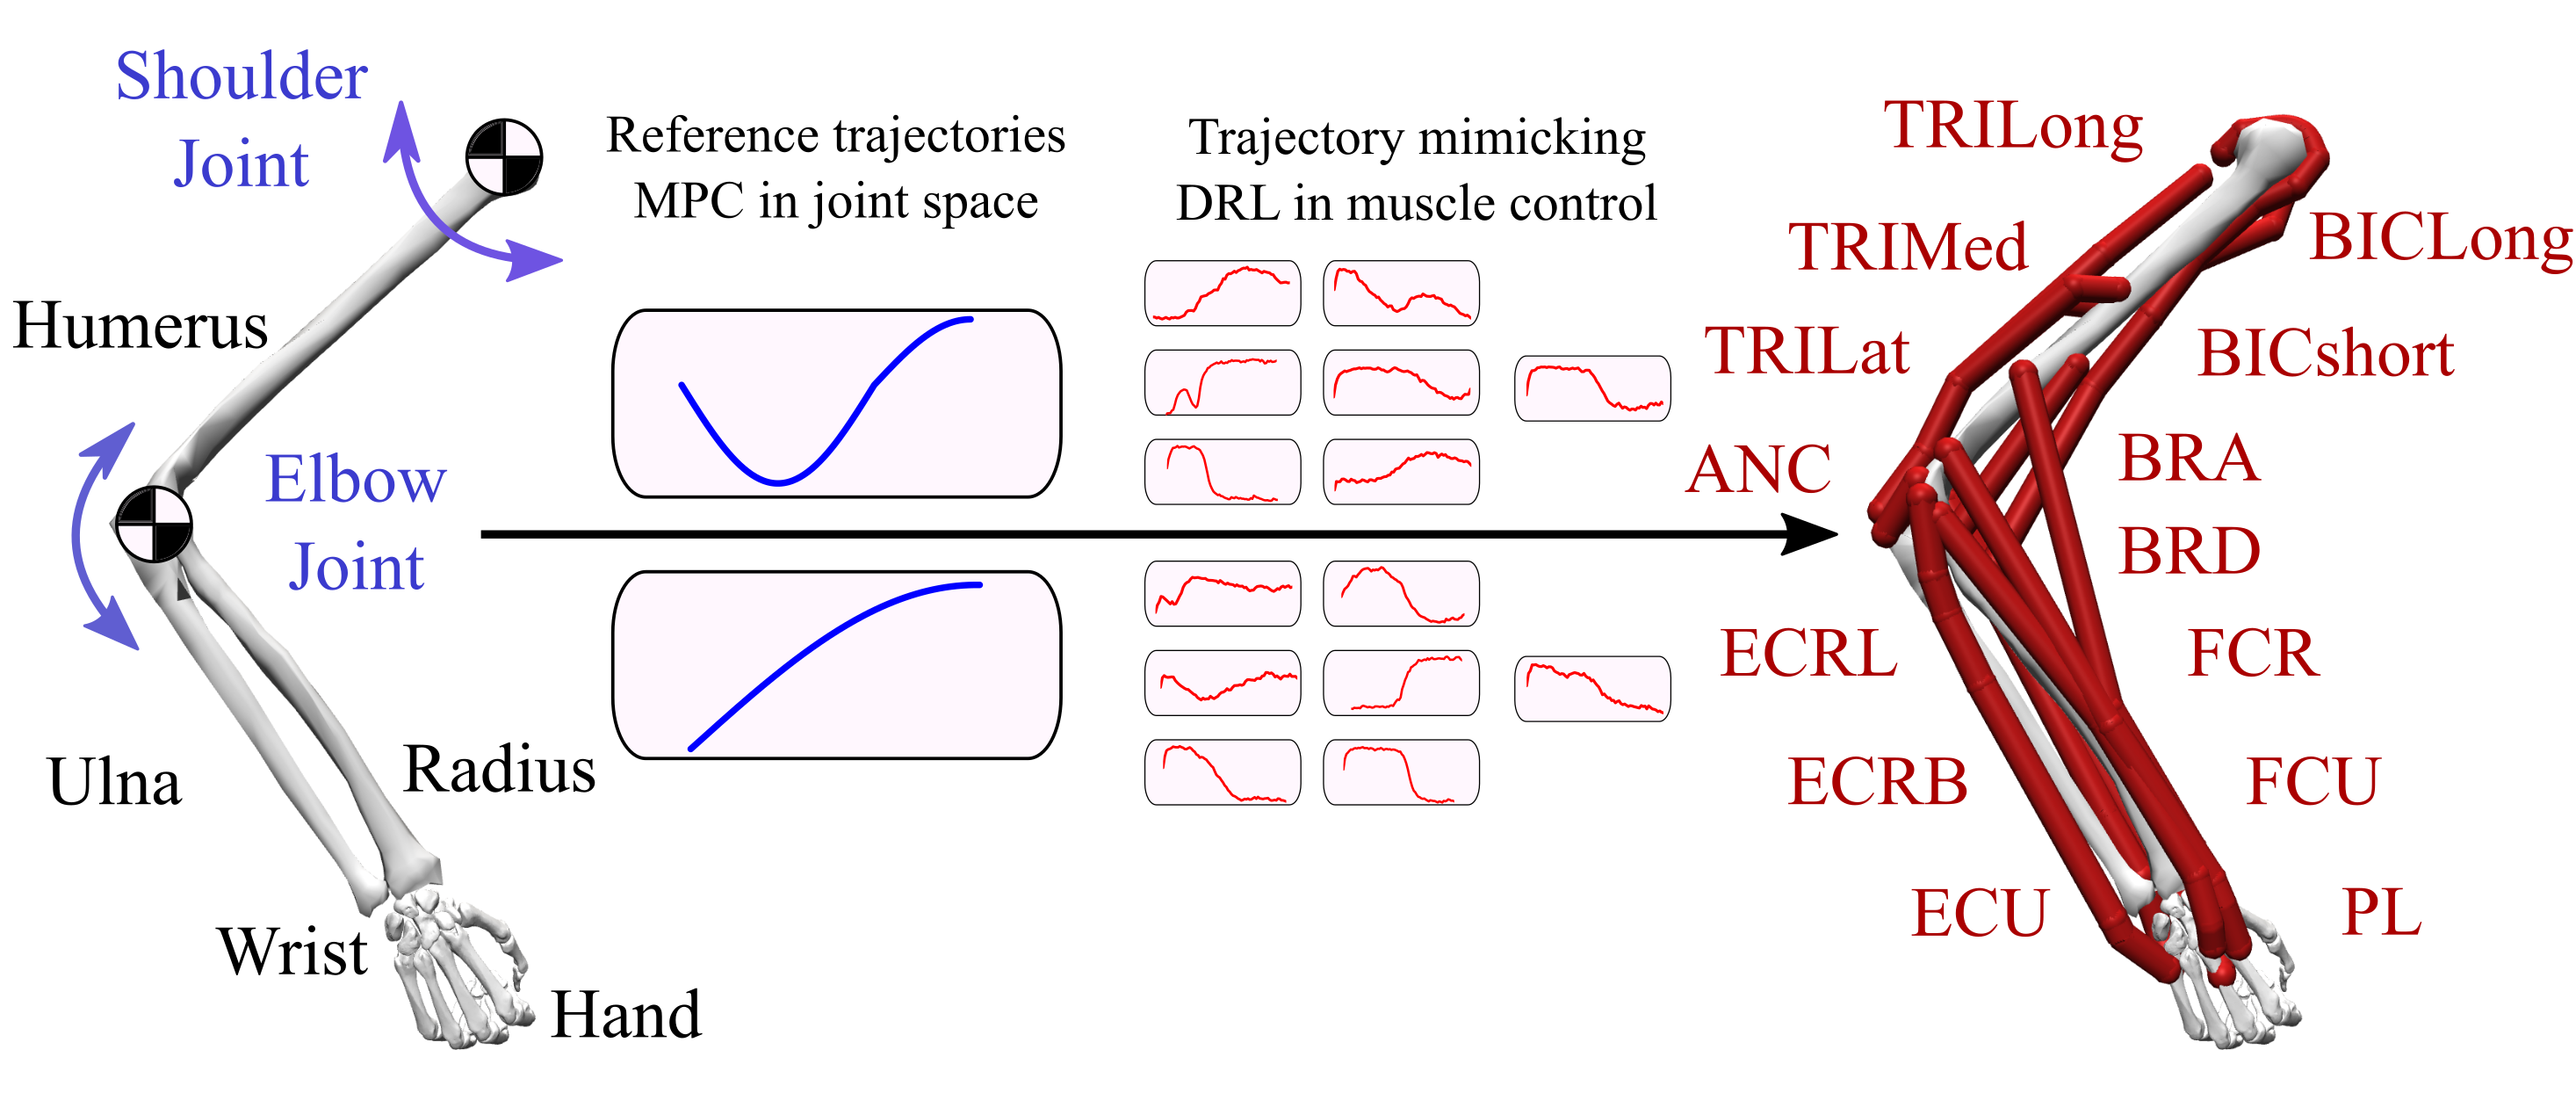 Shoulder
Joint
Humerus
Elbow
Joint
Ulna
Radius
Wrist
Hand
Reference trajectories
MPC in joint space
Trajectory mimicking
DRL in muscle control
TRILong
TRIMed
TRILat
ANC
ECRL
ECRB
ECU
BICLong
BICshort
BRA
BRD
FCR
FCU
PL